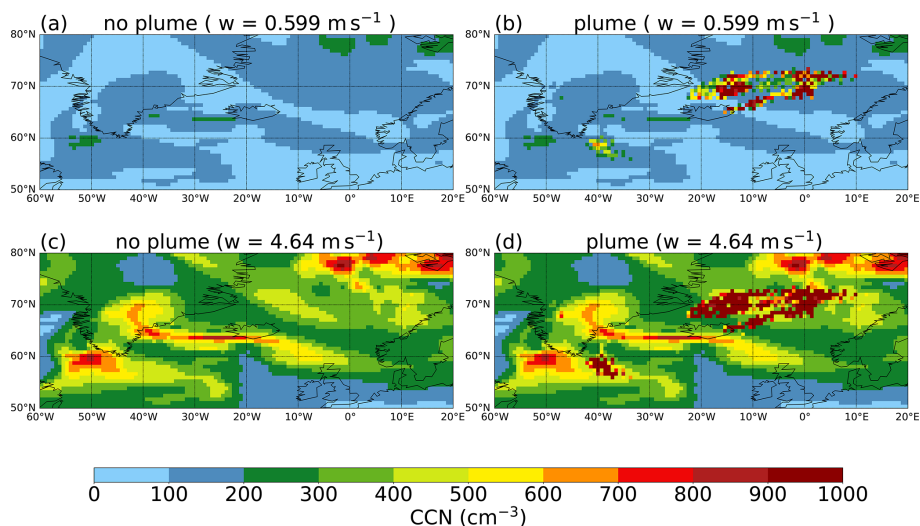 (a) no plume ( w = 0.599 m s⁻¹ )
(b) plume ( w = 0.599 m s⁻¹ )
80°N
70°N
60°N
50°N
60°W 50°W 40°W 30°W 20°W 10°W 0° 10°E 20°E
80°N
70°N
60°N
50°N
60°W 50°W 40°W 30°W 20°W 10°W 0° 10°E 20°E
(c) no plume (w = 4.64 m s⁻¹)
(d) plume (w = 4.64 m s⁻¹)
80°N
70°N
60°N
50°N
60°W 50°W 40°W 30°W 20°W 10°W 0° 10°E 20°E
80°N
70°N
60°N
50°N
60°W 50°W 40°W 30°W 20°W 10°W 0° 10°E 20°E
0 100 200 300 400 500 600 700 800 900 1000
CCN (cm⁻³)